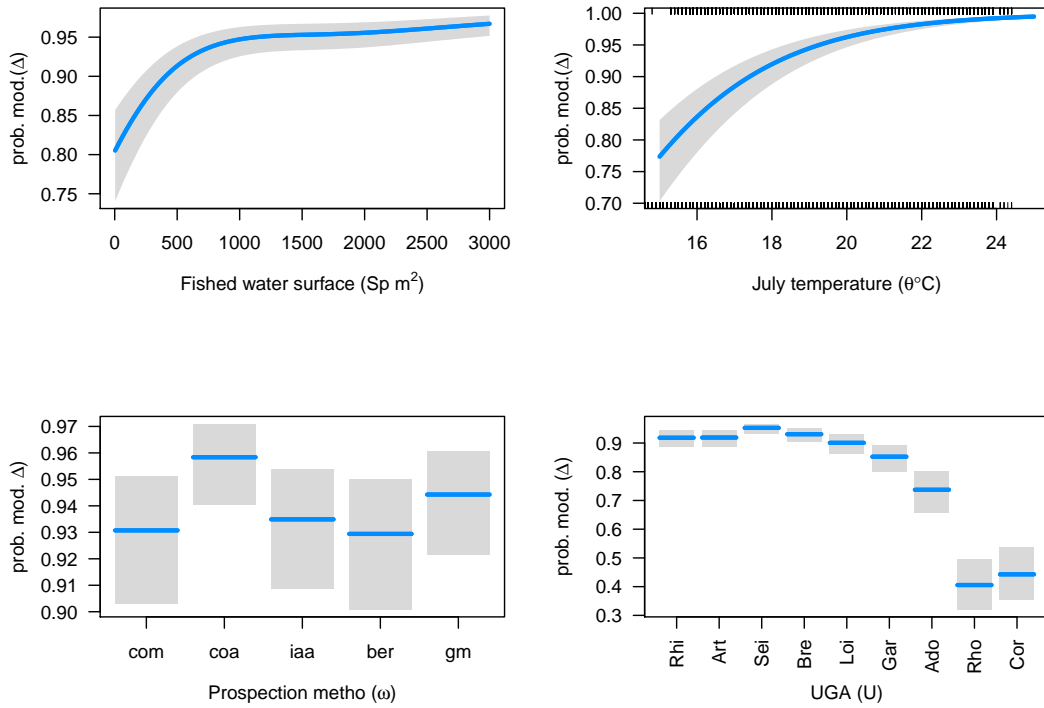 prob. mod.(Δ)
0.95
0.90
0.85
0.80
0.75
0 500 1000 1500 2000 2500 3000
Fished water surface (Sp m²)
prob. mod.(Δ)
1.00
0.95
0.90
0.85
0.80
0.75
0.70
16 18 20 22 24
July temperature (θ°C)
prob. mod. Δ)
0.97
0.96
0.95
0.94
0.93
0.92
0.91
0.90
com coa iaa ber gm
Prospection metho (ω)
prob. mod. (Δ)
0.9
0.8
0.7
0.6
0.5
0.4
0.3
Rhi Art Sei Bre Loi Gar Ado Rho Cor
UGA (U)